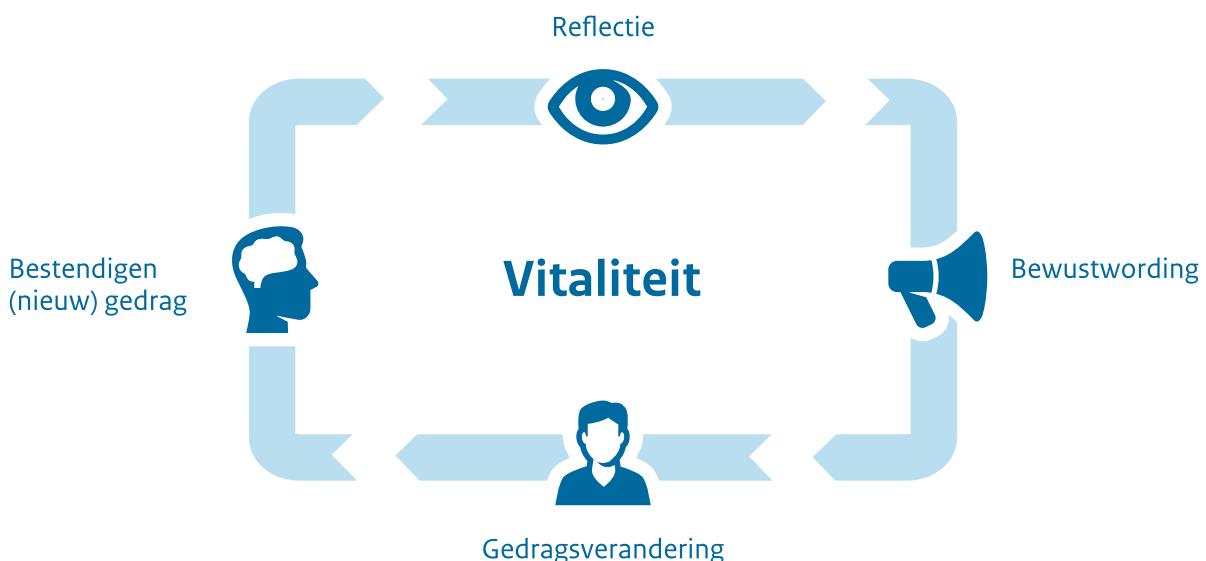 Reflectie
Bestendigen
(nieuw) gedrag
Vitaliteit
Bewustwording
Gedragsverandering